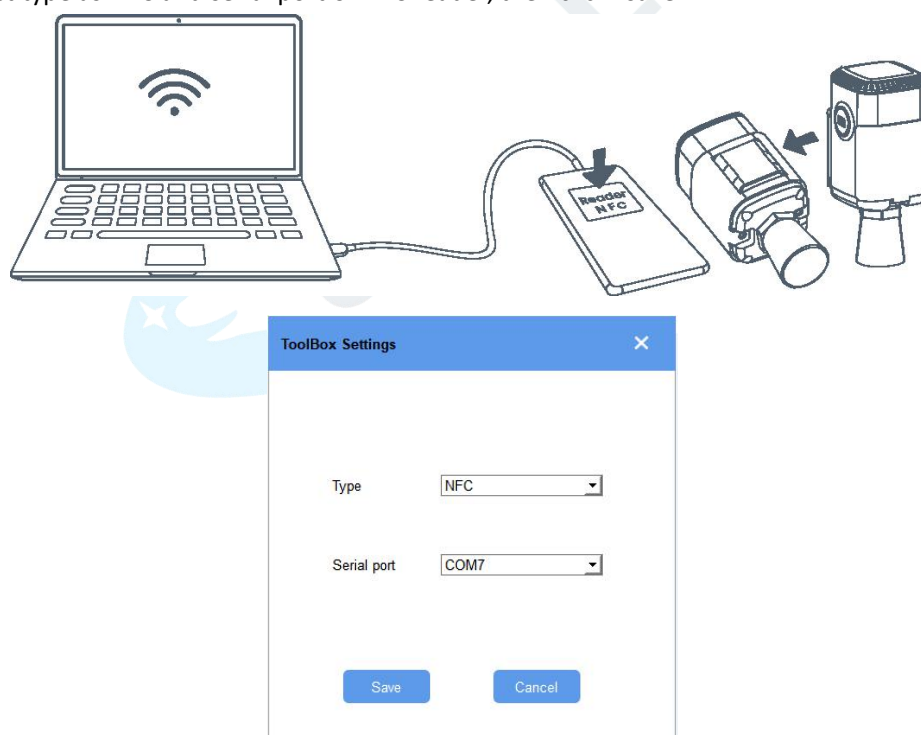 Reader
NFC
ToolBox Settings
Type NFC
Serial port COM7
Save Cancel